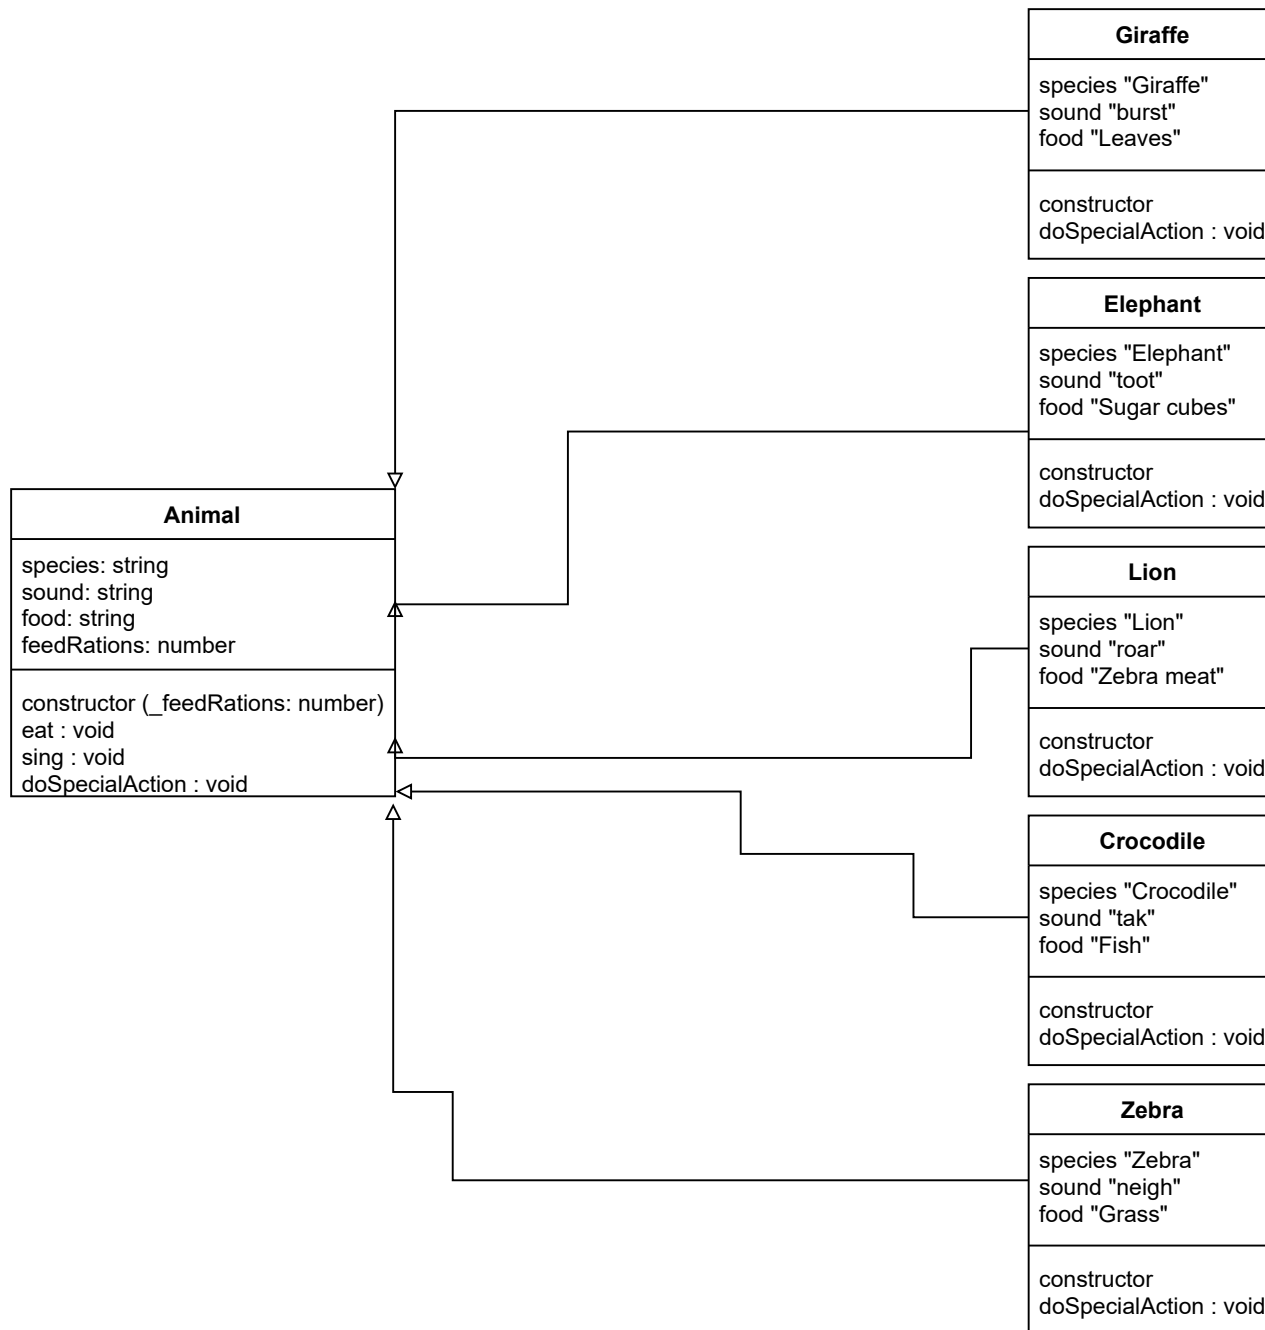 Giraffe
species "Giraffe"
sound "burst"
food "Leaves"
constructor
doSpecialAction : void
Elephant
species "Elephant"
sound "toot"
food "Sugar cubes"
constructor
doSpecialAction : void
Animal
species: string
sound: string
food: string
feedRations: number
constructor (_feedRations: number)
eat : void
sing : void
doSpecialAction : void
Lion
species "Lion"
sound "roar"
food "Zebra meat"
constructor
doSpecialAction : void
Crocodile
species "Crocodile"
sound "tak"
food "Fish"
constructor
doSpecialAction : void
Zebra
species "Zebra"
sound "neigh"
food "Grass"
constructor
doSpecialAction : void